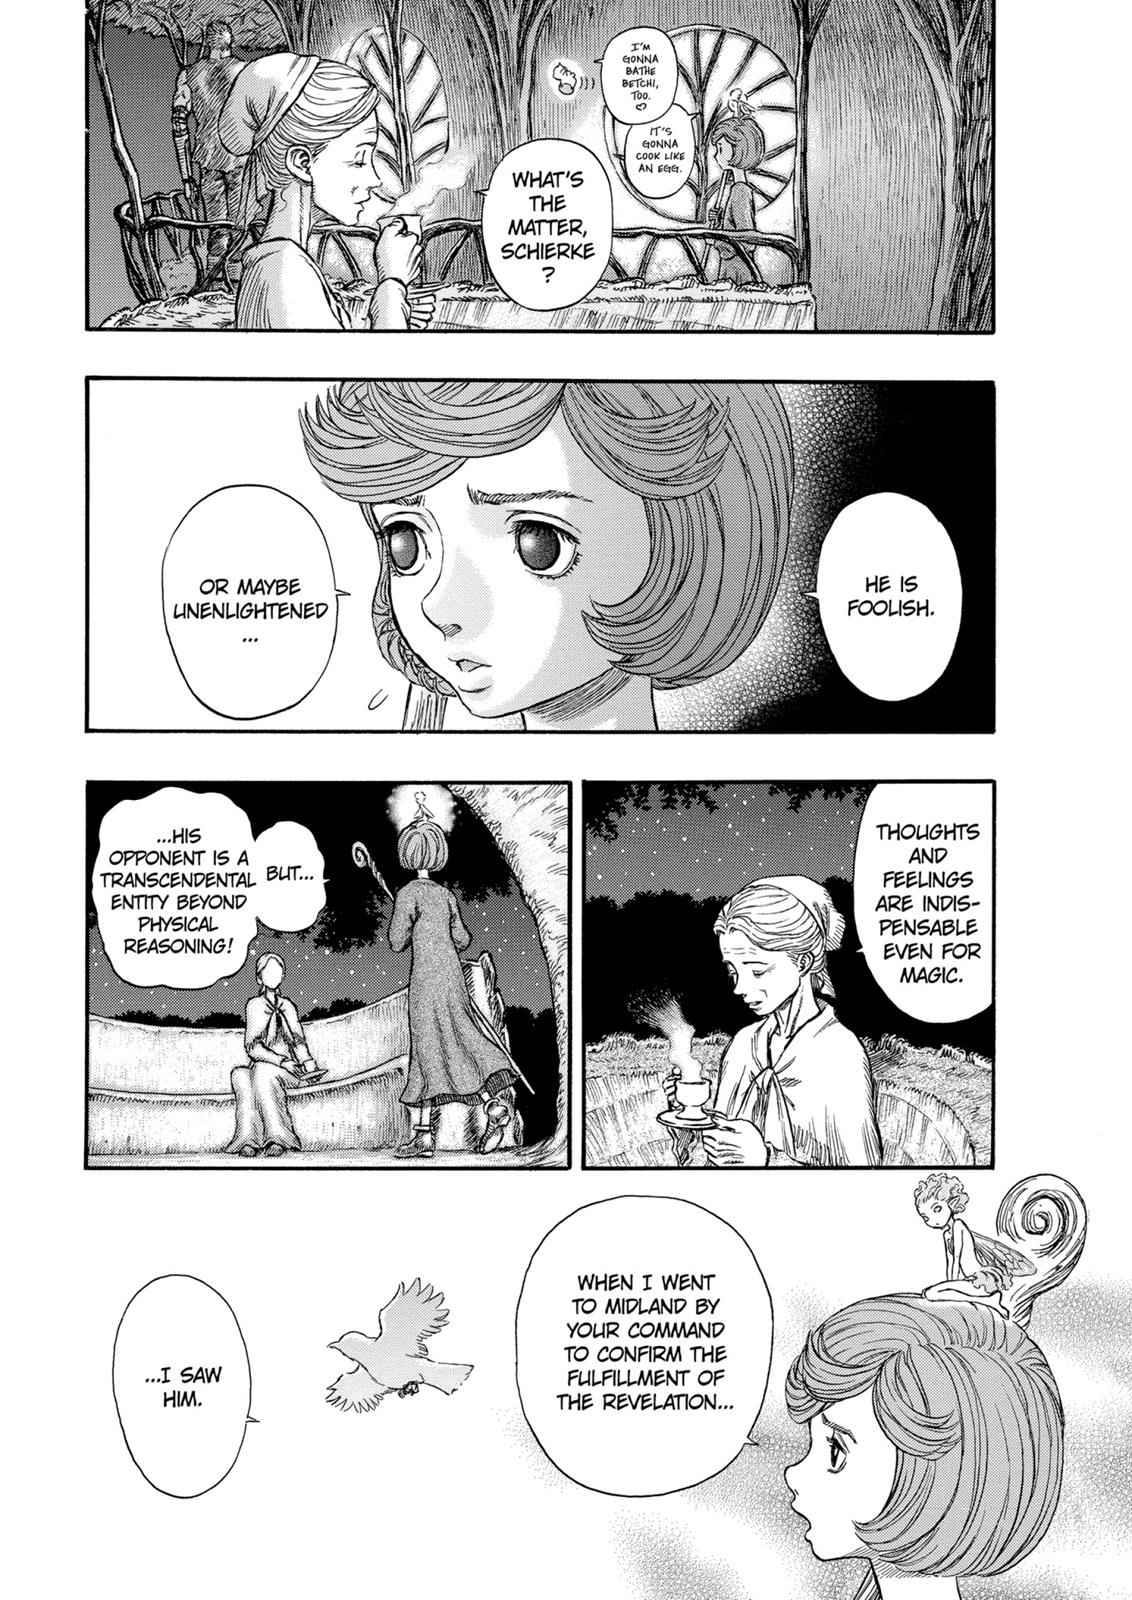 I'M
GONNA
BATHE
BETCHI,
TOO.
♡
IT'S
GONNA
COOK LIKE
AN EGG.
WHAT'S
THE
MATTER,
SCHIERKE
?
HE IS
FOOLISH.
OR MAYBE
UNENLIGHTENED
...
THOUGHTS
AND
FEELINGS
ARE INDIS-
PENSABLE
EVEN FOR
MAGIC.
BUT...
...HIS
OPPONENT IS A
TRANSCENDENTAL
ENTITY BEYOND
PHYSICAL
REASONING!
WHEN I WENT
TO MIDLAND BY
YOUR COMMAND
TO CONFIRM THE
FULFILLMENT OF
THE REVELATION...
...I SAW
HIM.